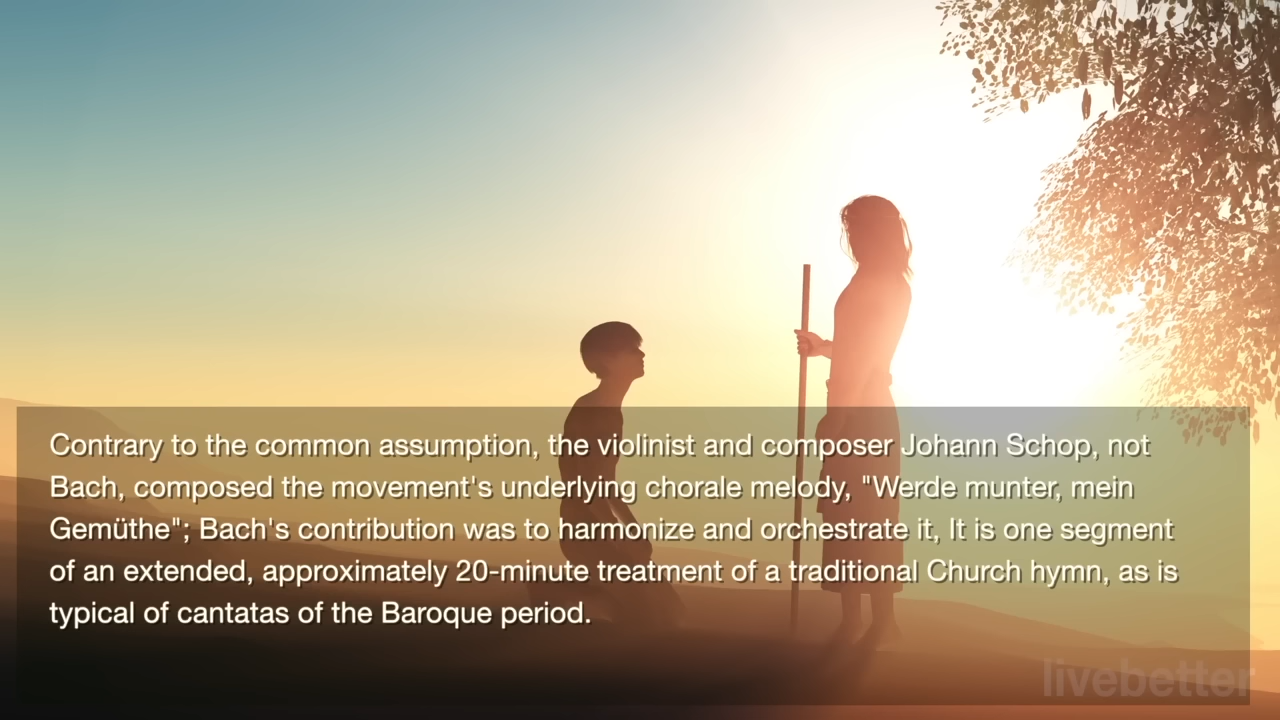 Contrary to the common assumption, the violinist and composer Johann Schop, not
Bach, composed the movement's underlying chorale melody, "Werde munter, mein
Gemüthe"; Bach's contribution was to harmonize and orchestrate it, It is one segment
of an extended, approximately 20-minute treatment of a traditional Church hymn, as is
typical of cantatas of the Baroque period.
livebetter